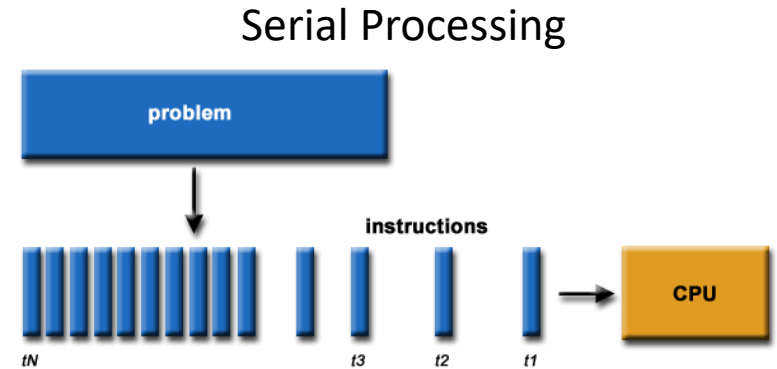 Serial Processing
problem
instructions
CPU
tN t3 t2 t1